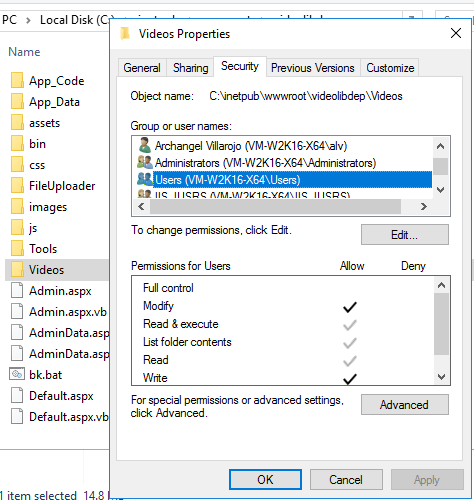 PC
Local Disk (C:)
Name
App_Code
App_Data
assets
bin
css
FileUploader
images
js
Tools
Videos
Admin.aspx
Admin.aspx.vb
AdminData.as
AdminData.as
bk.bat
Default.aspx
Default.aspx.vb
1 item selected 14.8 M
Videos Properties
General Sharing Security Previous Versions Customize
Object name: C:\inetpub\wwwroot\videolibdep\Videos
Group or user names:
Archangel Villarojo (VM-W2K16-X64\alv)
Administrators (VM-W2K16-X64\Administrators)
Users (VM-W2K16-X64\Users)
IIS_IUSRS (VM-W2K16-X64\IIS_IUSRS)
To change permissions, click Edit.
Edit...
Permissions for Users Allow Deny
Full control
Modify
Read & execute
List folder contents
Read
Write
For special permissions or advanced settings,
click Advanced.
Advanced
OK Cancel Apply